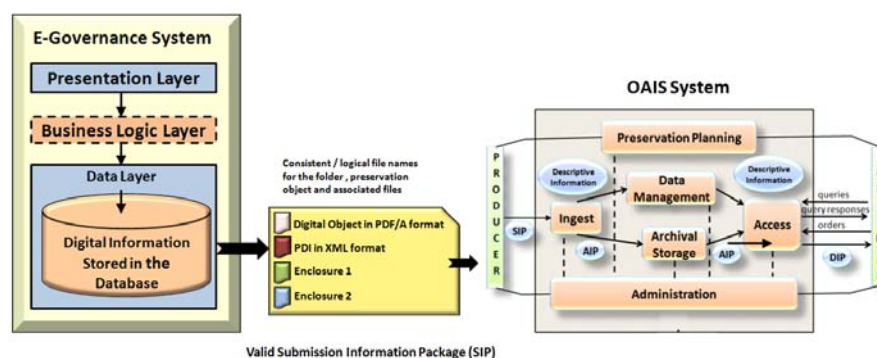 E-Governance System
Presentation Layer
Business Logic Layer
Data Layer
Digital Information
Stored in the
Database
Consistent / logical file names
for the folder , preservation
object and associated files
Digital Object in PDF/A format
PDI in XML format
Enclosure 1
Enclosure 2
Valid Submission Information Package (SIP)
OAIS System
PRODUCER
SIP
Preservation Planning
Descriptive
Information
Data
Management
Descriptive
Information
Ingest
Access
Archival
Storage
AIP
AIP
queries
query responses
orders
DIP
Administration